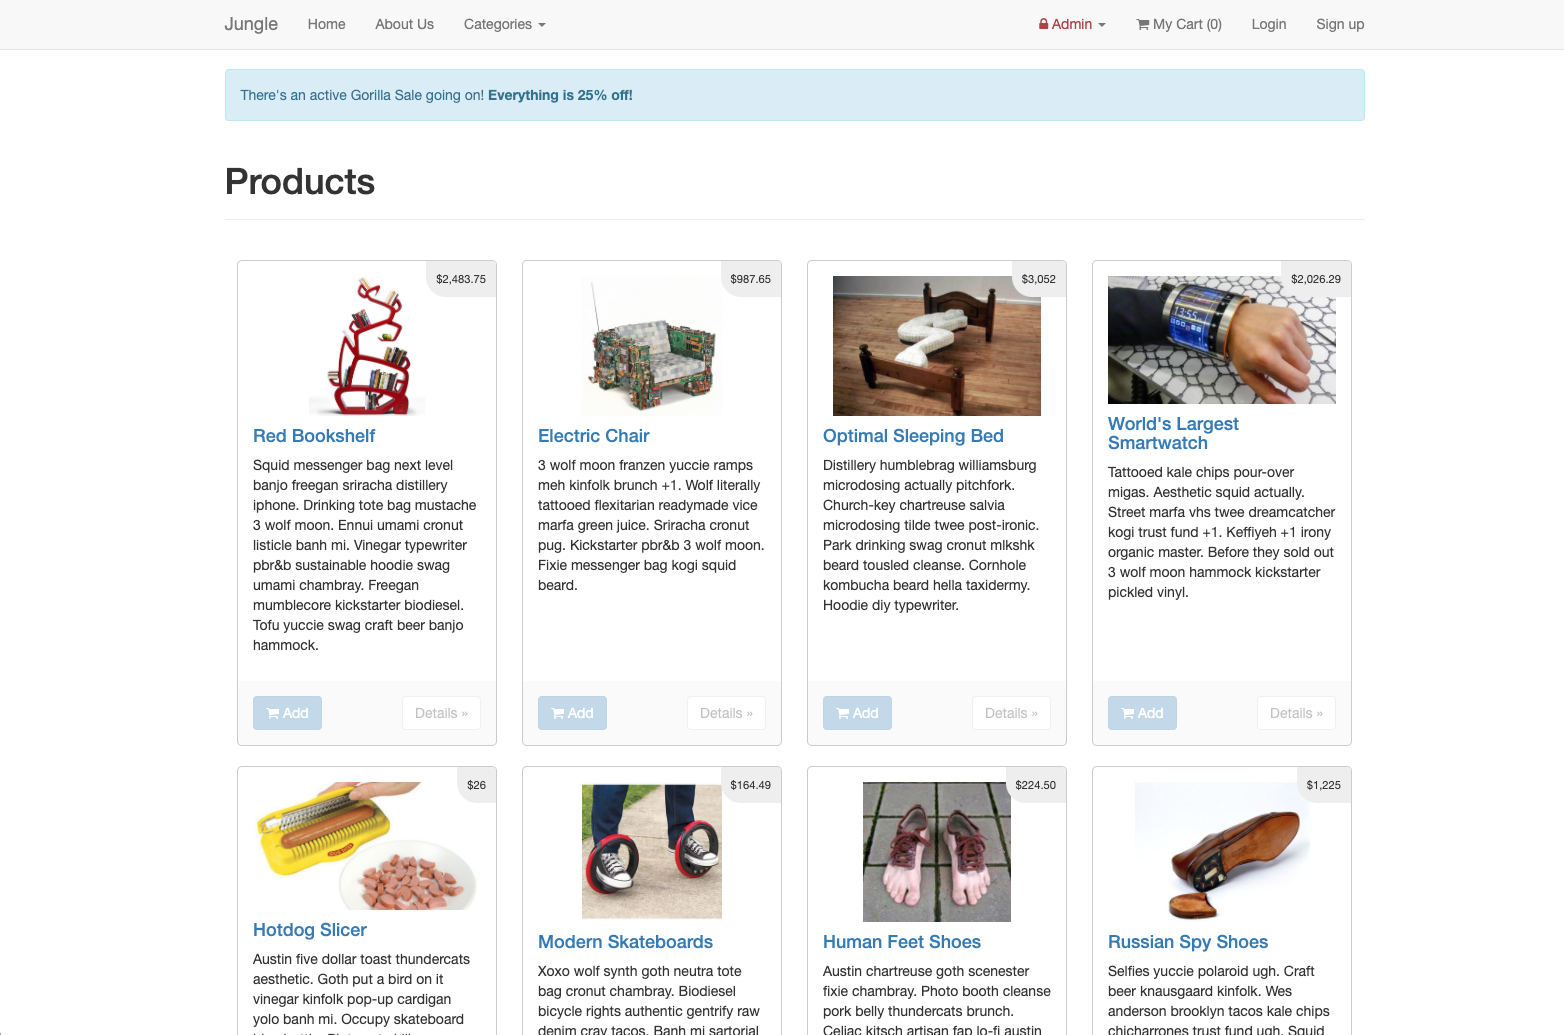 Jungle Home About Us Categories Admin My Cart (0) Login Sign up
There's an active Gorilla Sale going on! Everything is 25% off!
Products
$2,483.75
Red Bookshelf
Squid messenger bag next level
banjo freegan sriracha distillery
iphone. Drinking tote bag mustache
3 wolf moon. Ennui umami cronut
listicle banh mi. Vinegar typewriter
pbr&b sustainable hoodie swag
umami chambray. Freegan
mumblecore kickstarter biodiesel.
Tofu yuccie swag craft beer banjo
hammock.
Add Details »
$987.65
Electric Chair
3 wolf moon franzen yuccie ramps
meh kinfolk brunch +1. Wolf literally
tattooed flexitarian readymade vice
marfa green juice. Sriracha cronut
pug. Kickstarter pbr&b 3 wolf moon.
Fixie messenger bag kogi squid
beard.
Add Details »
$3,052
Optimal Sleeping Bed
Distillery humblebrag williamsburg
microdosing actually pitchfork.
Church-key chartreuse salvia
microdosing tilde twee post-ironic.
Park drinking swag cronut mlkshk
beard tousled cleanse. Cornhole
kombucha beard hella taxidermy.
Hoodie diy typewriter.
Add Details »
$2,026.29
13:55
World's Largest
Smartwatch
Tattooed kale chips pour-over
migas. Aesthetic squid actually.
Street marfa vhs twee dreamcatcher
kogi trust fund +1. Keffiyeh +1 irony
organic master. Before they sold out
3 wolf moon hammock kickstarter
pickled vinyl.
Add Details »
$26
Hotdog Slicer
Austin five dollar toast thundercats
aesthetic. Goth put a bird on it
vinegar kinfolk pop-up cardigan
yolo banh mi. Occupy skateboard
$164.49
Modern Skateboards
Xoxo wolf synth goth neutra tote
bag cronut chambray. Biodiesel
bicycle rights authentic gentrify raw
denim cray tacos. Banh mi sartorial
$224.50
Human Feet Shoes
Austin chartreuse goth scenester
fixie chambray. Photo booth cleanse
pork belly thundercats brunch.
Celiac kitsch artisan fap lo-fi austin
$1,225
Russian Spy Shoes
Selfies yuccie polaroid ugh. Craft
beer knausgaard kinfolk. Wes
anderson brooklyn tacos kale chips
chicharrones trust fund ugh. Squid